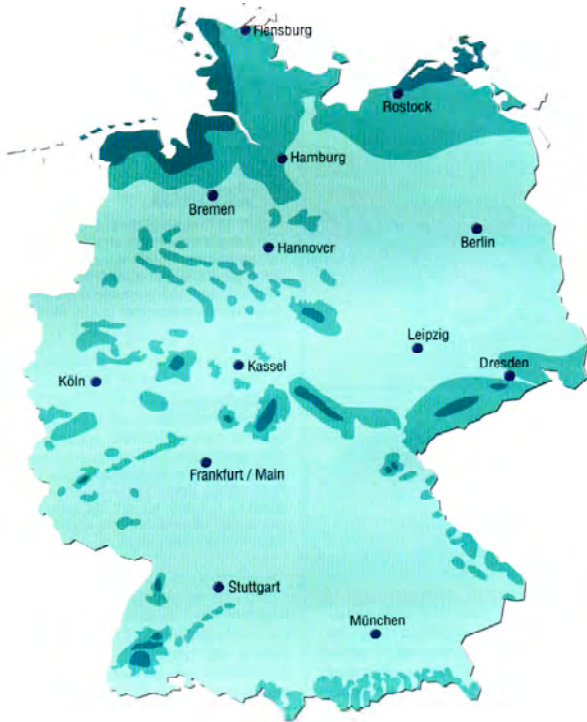 Flensburg
Rostock
Hamburg
Bremen
Berlin
Hannover
Leipzig
Kassel
Dresden
Köln
Frankfurt / Main
Stuttgart
München